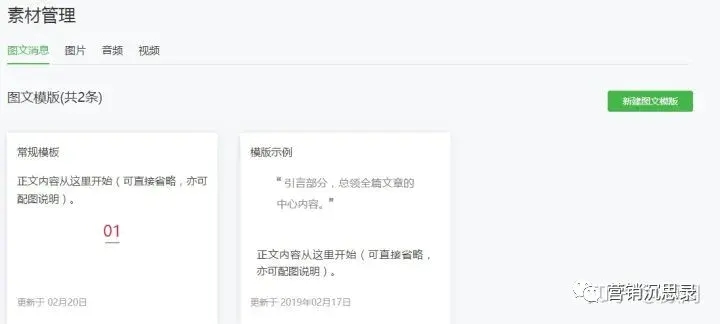 素材管理
图文消息 图片 音频 视频
图文模版(共2条)
新建图文模版
常规模板
正文内容从这里开始（可直接省略，亦可
配图说明）。
01
更新于 02月20日
模版示例
“ 引言部分，总领全篇文章的
中心内容。”
正文内容从这里开始（可直接省略，
亦可配图说明）。
更新于 2019年02月17日
营销沉思录